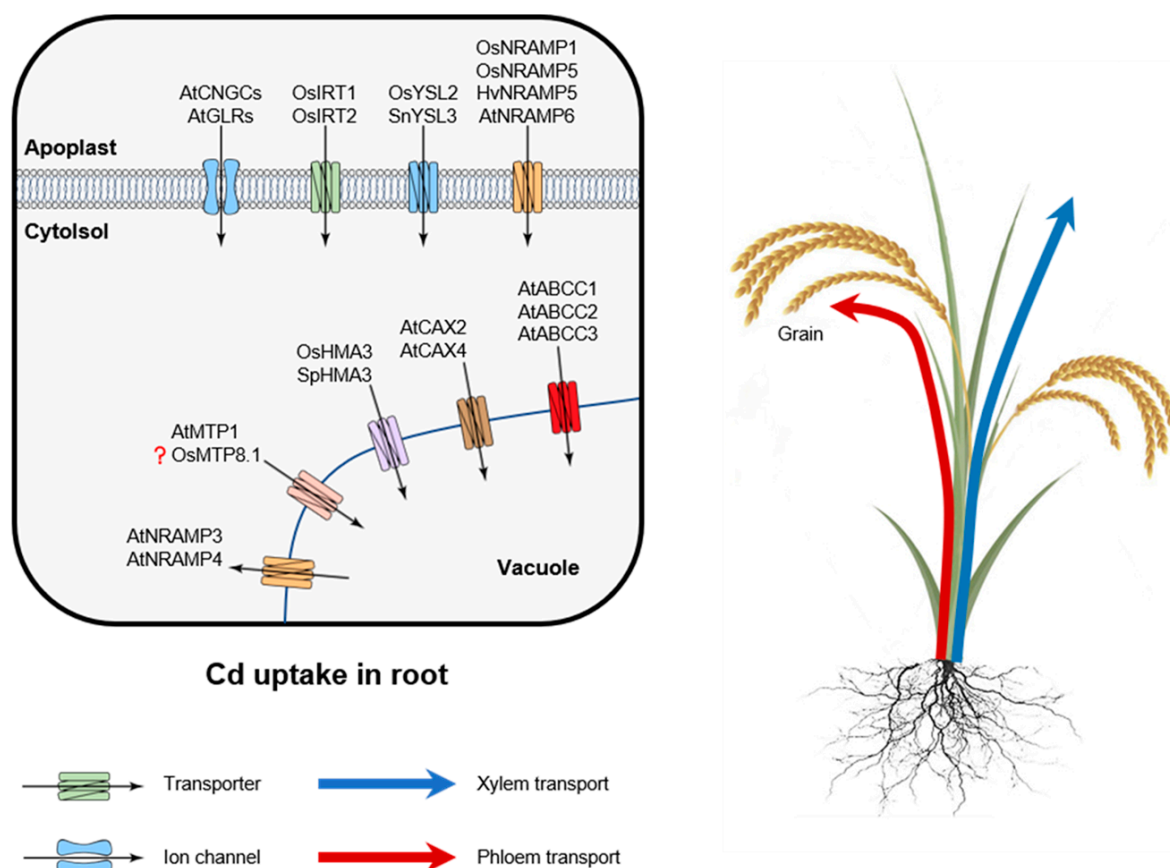 OsNRAMP1
OsNRAMP5
HvNRAMP5
AtNRAMP6
AtCNGCs
AtGLRs
OsIRT1
OsIRT2
OsYSL2
SnYSL3
Apoplast
Cytolsol
AtABCC1
AtABCC2
AtABCC3
AtCAX2
AtCAX4
OsHMA3
SpHMA3
AtMTP1
? OsMTP8.1
AtNRAMP3
AtNRAMP4
Vacuole
Grain
Cd uptake in root
Transporter
Xylem transport
Ion channel
Phloem transport